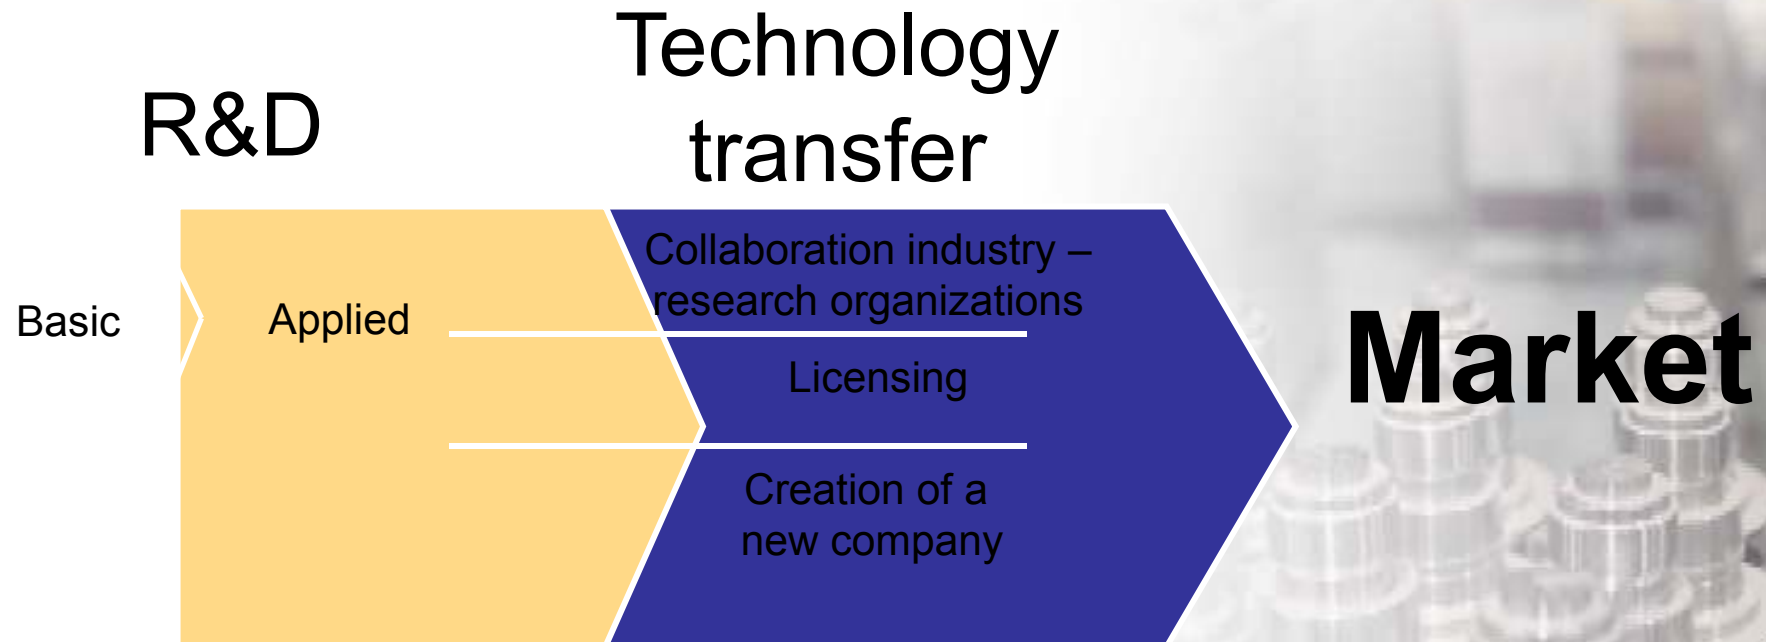 R&D
Technology
transfer
Basic
Applied
Collaboration industry –
research organizations
Licensing
Creation of a
new company
Market